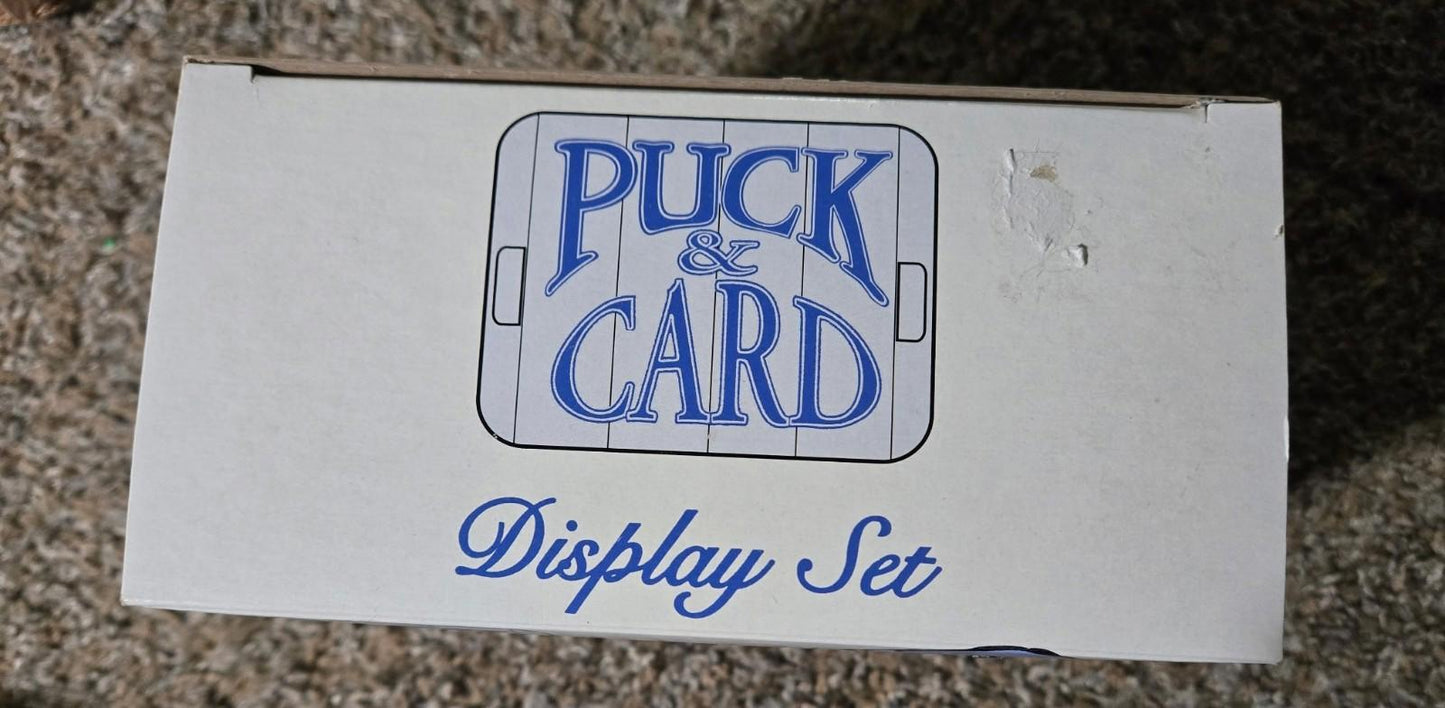 PUCK
&
CARD
Display Set